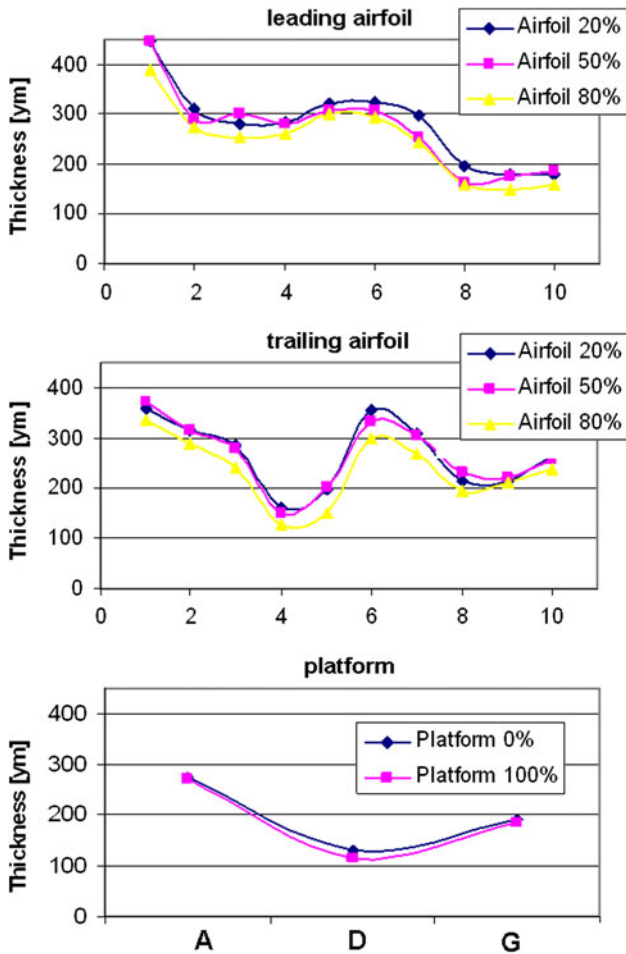 leading airfoil
Airfoil 20%
Airfoil 50%
Airfoil 80%
Thickness [ym]
400
300
200
100
0
0 2 4 6 8 10
trailing airfoil
Airfoil 20%
Airfoil 50%
Airfoil 80%
Thickness [ym]
400
300
200
100
0
0 2 4 6 8 10
platform
Platform 0%
Platform 100%
Thickness [ym]
400
300
200
100
0
A D G